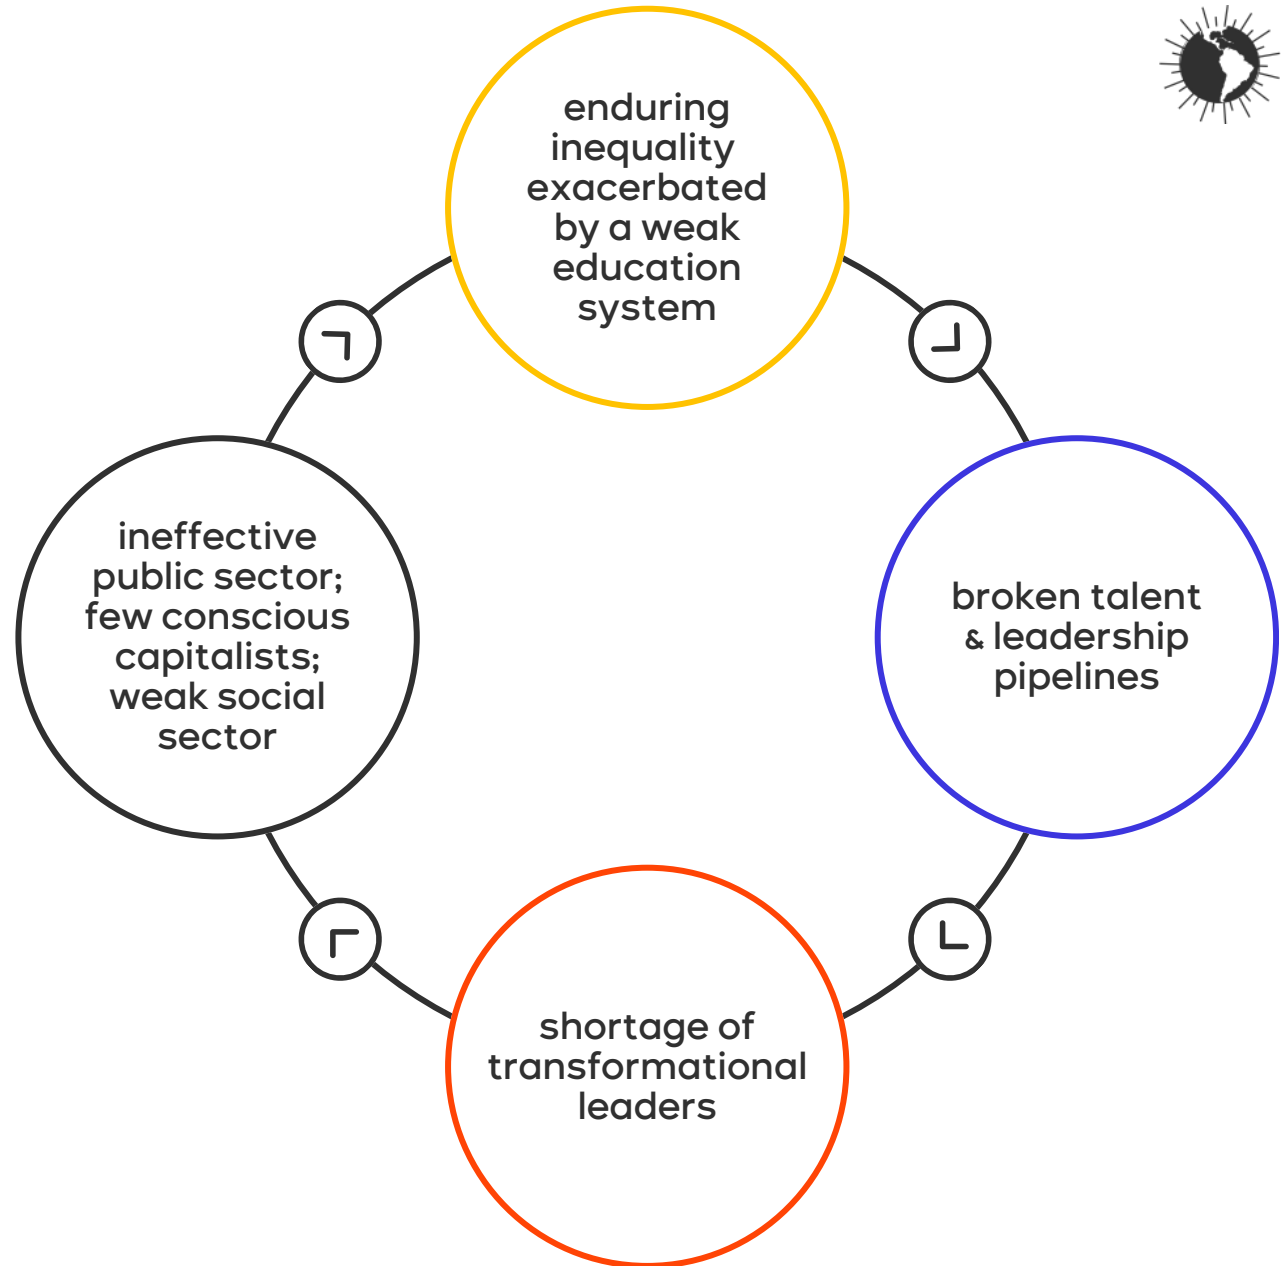 enduring
inequality
exacerbated
by a weak
education
system
broken talent
& leadership
pipelines
shortage of
transformational
leaders
ineffective
public sector;
few conscious
capitalists;
weak social
sector